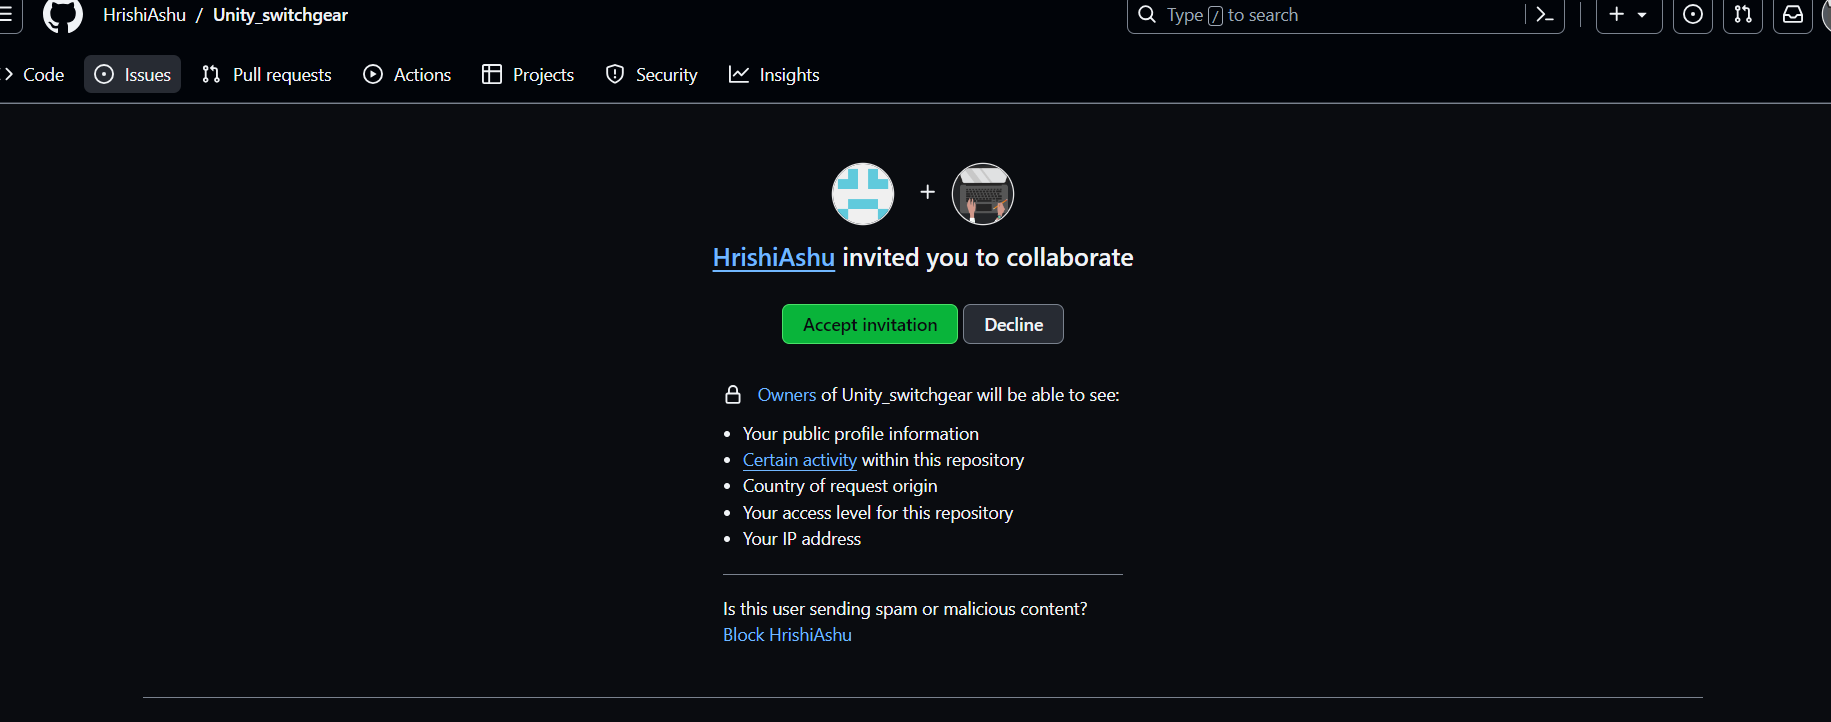 HrishiAshu / Unity_switchgear
Type / to search
Code Issues Pull requests Actions Projects Security Insights
HrishiAshu invited you to collaborate
Accept invitation Decline
Owners of Unity_switchgear will be able to see:
• Your public profile information
• Certain activity within this repository
• Country of request origin
• Your access level for this repository
• Your IP address
Is this user sending spam or malicious content?
Block HrishiAshu